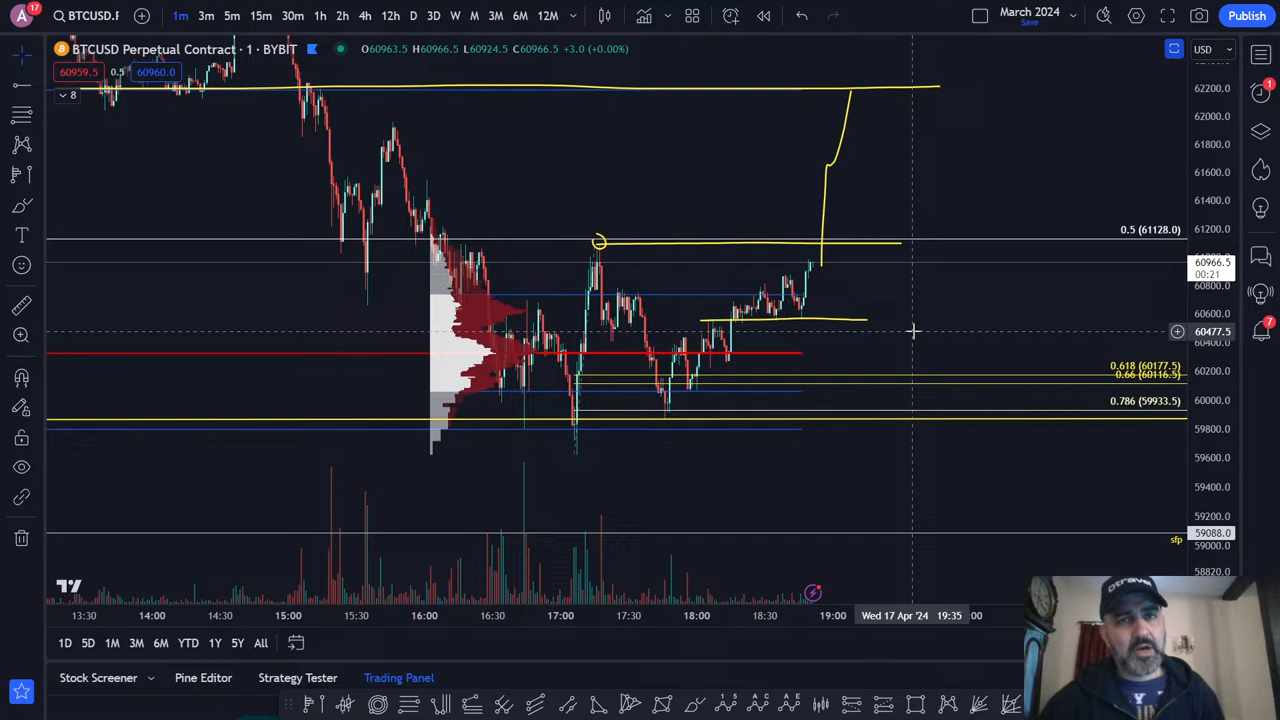 A 17 BTCUSD.F 1m 3m 5m 15m 30m 1h 2h 4h 12h D 3D W M 3M 6M 12M March 2024 Save Publish
BTCUSD Perpetual Contract · 1 · BYBIT O60963.5 H60966.5 L60924.5 C60966.5 +3.0 (+0.00%) USD
60959.5 0.5 60960.0
8
62200.0
62000.0
61800.0
61600.0
61400.0
0.5 (61128.0) 61200.0
60966.5
00:21
60800.0
60600.0
60477.5
60400.0
0.618 (60177.5) 60200.0
0.66 (60116.5)
0.786 (59933.5) 60000.0
59800.0
59600.0
59400.0
59200.0
59088.0
sfp 59000.0
58820.0
13:30 14:00 14:30 15:00 15:30 16:00 16:30 17:00 17:30 18:00 18:30 19:00 Wed 17 Apr '24 19:35 :00
1D 5D 1M 3M 6M YTD 1Y 5Y All
Stock Screener Pine Editor Strategy Tester Trading Panel